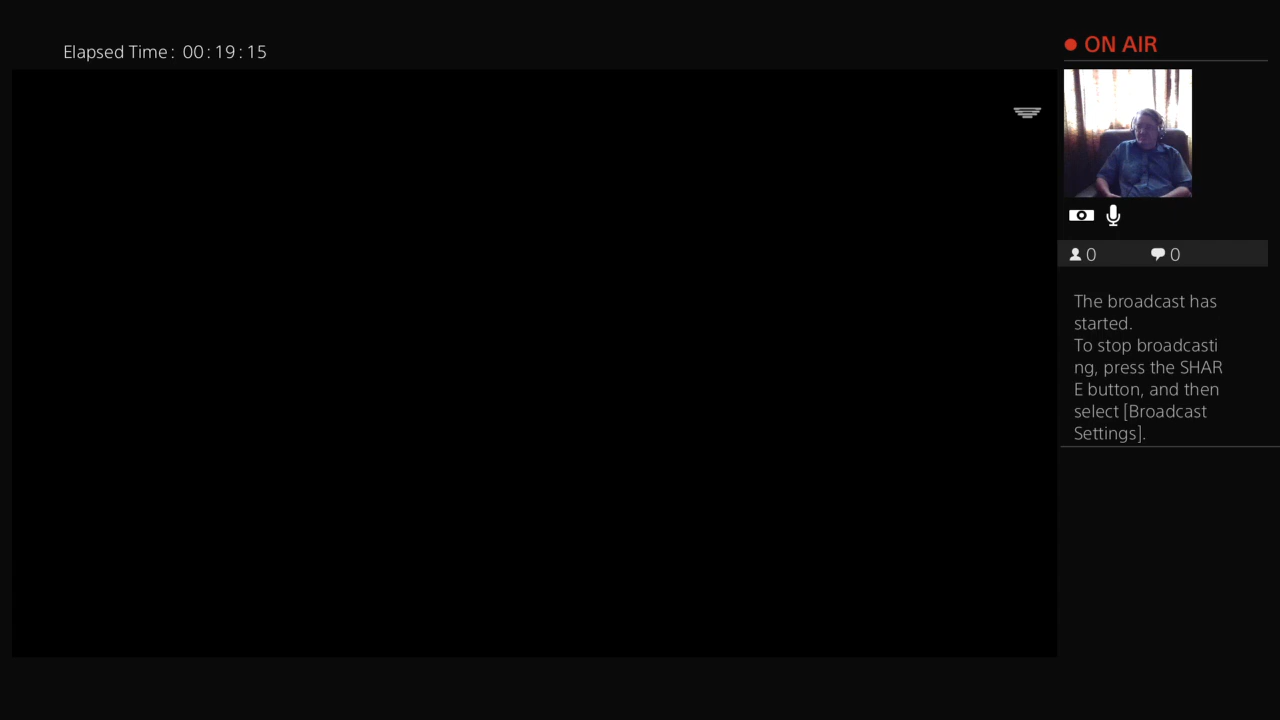 Elapsed Time: 00:19:15
ON AIR
0 0
The broadcast has
started.
To stop broadcasti
ng, press the SHAR
E button, and then
select [Broadcast
Settings].